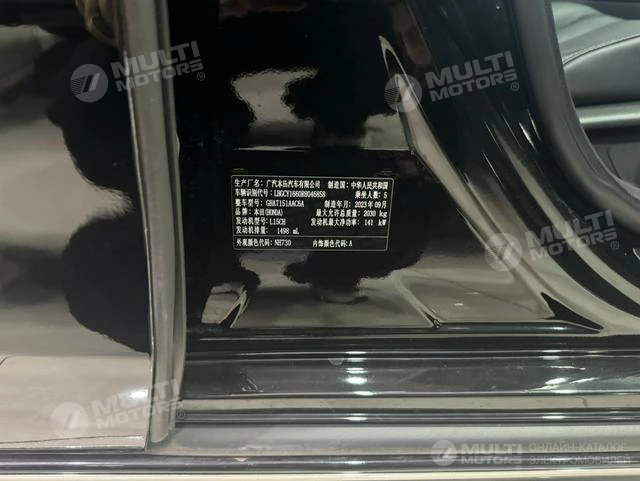 MULTI
MOTORS®
MULTI
MOTORS®
生产厂名：广汽本田汽车有限公司 制造国：中华人民共和国
车辆识别代号：LHGCY1660R8046858 乘坐人数：5
整车型号：GHA7151AAC6A 制造年月：2023年09月
品牌：本田(HONDA) 最大允许总质量：2030 kg
发动机型号：L15CH 发动机最大净功率：141 kW
发动机排量：1498 mL
外观颜色代码：NH730 内饰颜色代码：A
MULTI
MOTORS®
MULTI
MOTORS®
MULTI
MOTORS®
ОНЛАЙН-КАТАЛОГ
ЭЛЕКТРОМОБИЛЕЙ